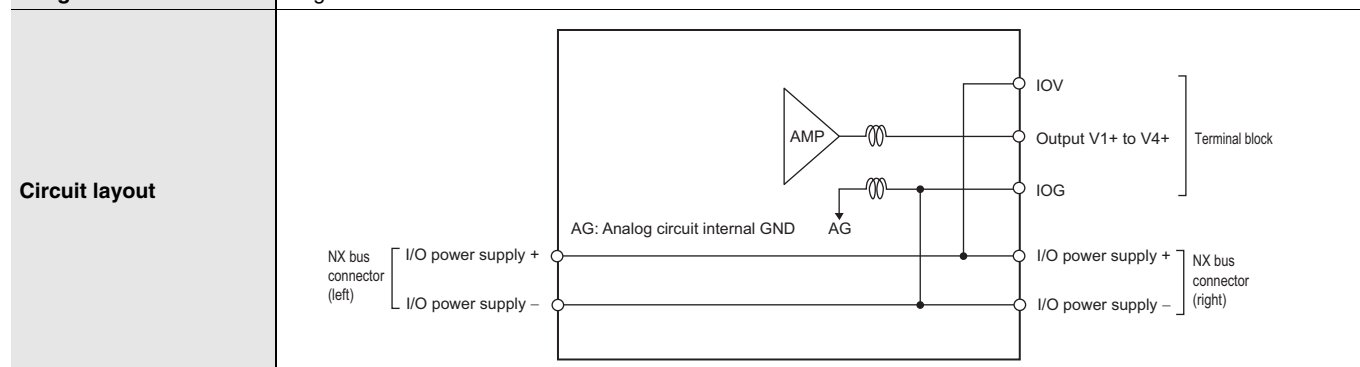 Circuit layout
IOV
AMP
Output V1+ to V4+
Terminal block
IOG
AG: Analog circuit internal GND
AG
NX bus
connector
(left)
I/O power supply +
I/O power supply –
I/O power supply +
I/O power supply –
NX bus
connector
(right)